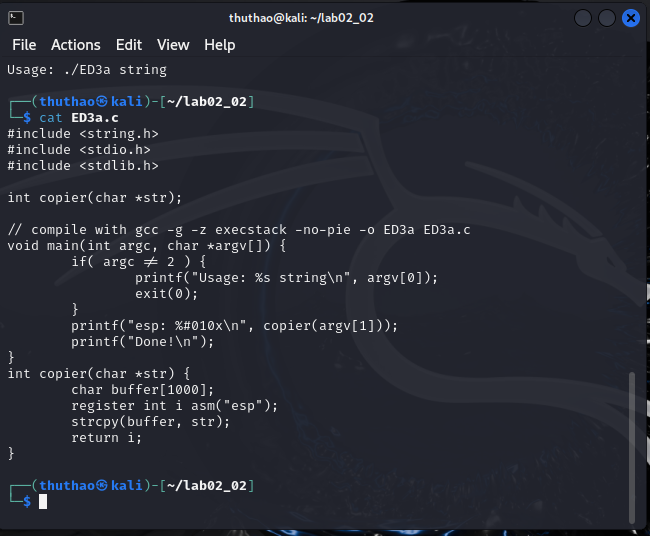 thuthao@kali: ~/lab02_02
File Actions Edit View Help
Usage: ./ED3a string
┌──(thuthao㉿kali)-[~/lab02_02]
└─$ cat ED3a.c
#include <string.h>
#include <stdio.h>
#include <stdlib.h>
int copier(char *str);
// compile with gcc -g -z execstack -no-pie -o ED3a ED3a.c
void main(int argc, char *argv[]) {
if( argc != 2 ) {
printf("Usage: %s string\n", argv[0]);
exit(0);
}
printf("esp: %#010x\n", copier(argv[1]));
printf("Done!\n");
}
int copier(char *str) {
char buffer[1000];
register int i asm("esp");
strcpy(buffer, str);
return i;
}
┌──(thuthao㉿kali)-[~/lab02_02]
└─$